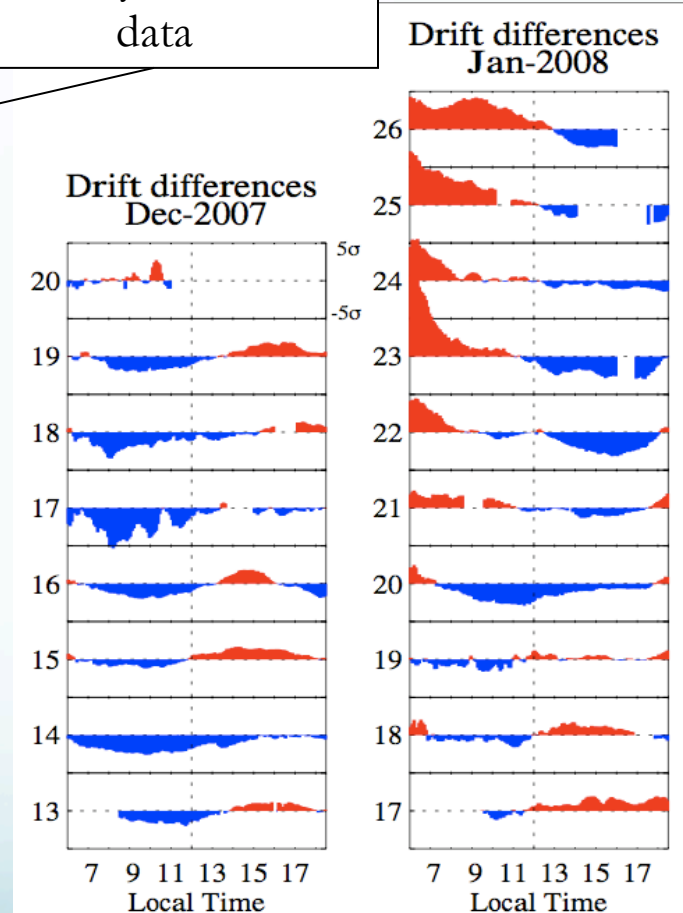 data
Drift differences
Dec-2007
5σ
-5σ
20
19
18
17
16
15
14
13
7 9 11 13 15 17
Local Time
Drift differences
Jan-2008
26
25
24
23
22
21
20
19
18
17
7 9 11 13 15 17
Local Time